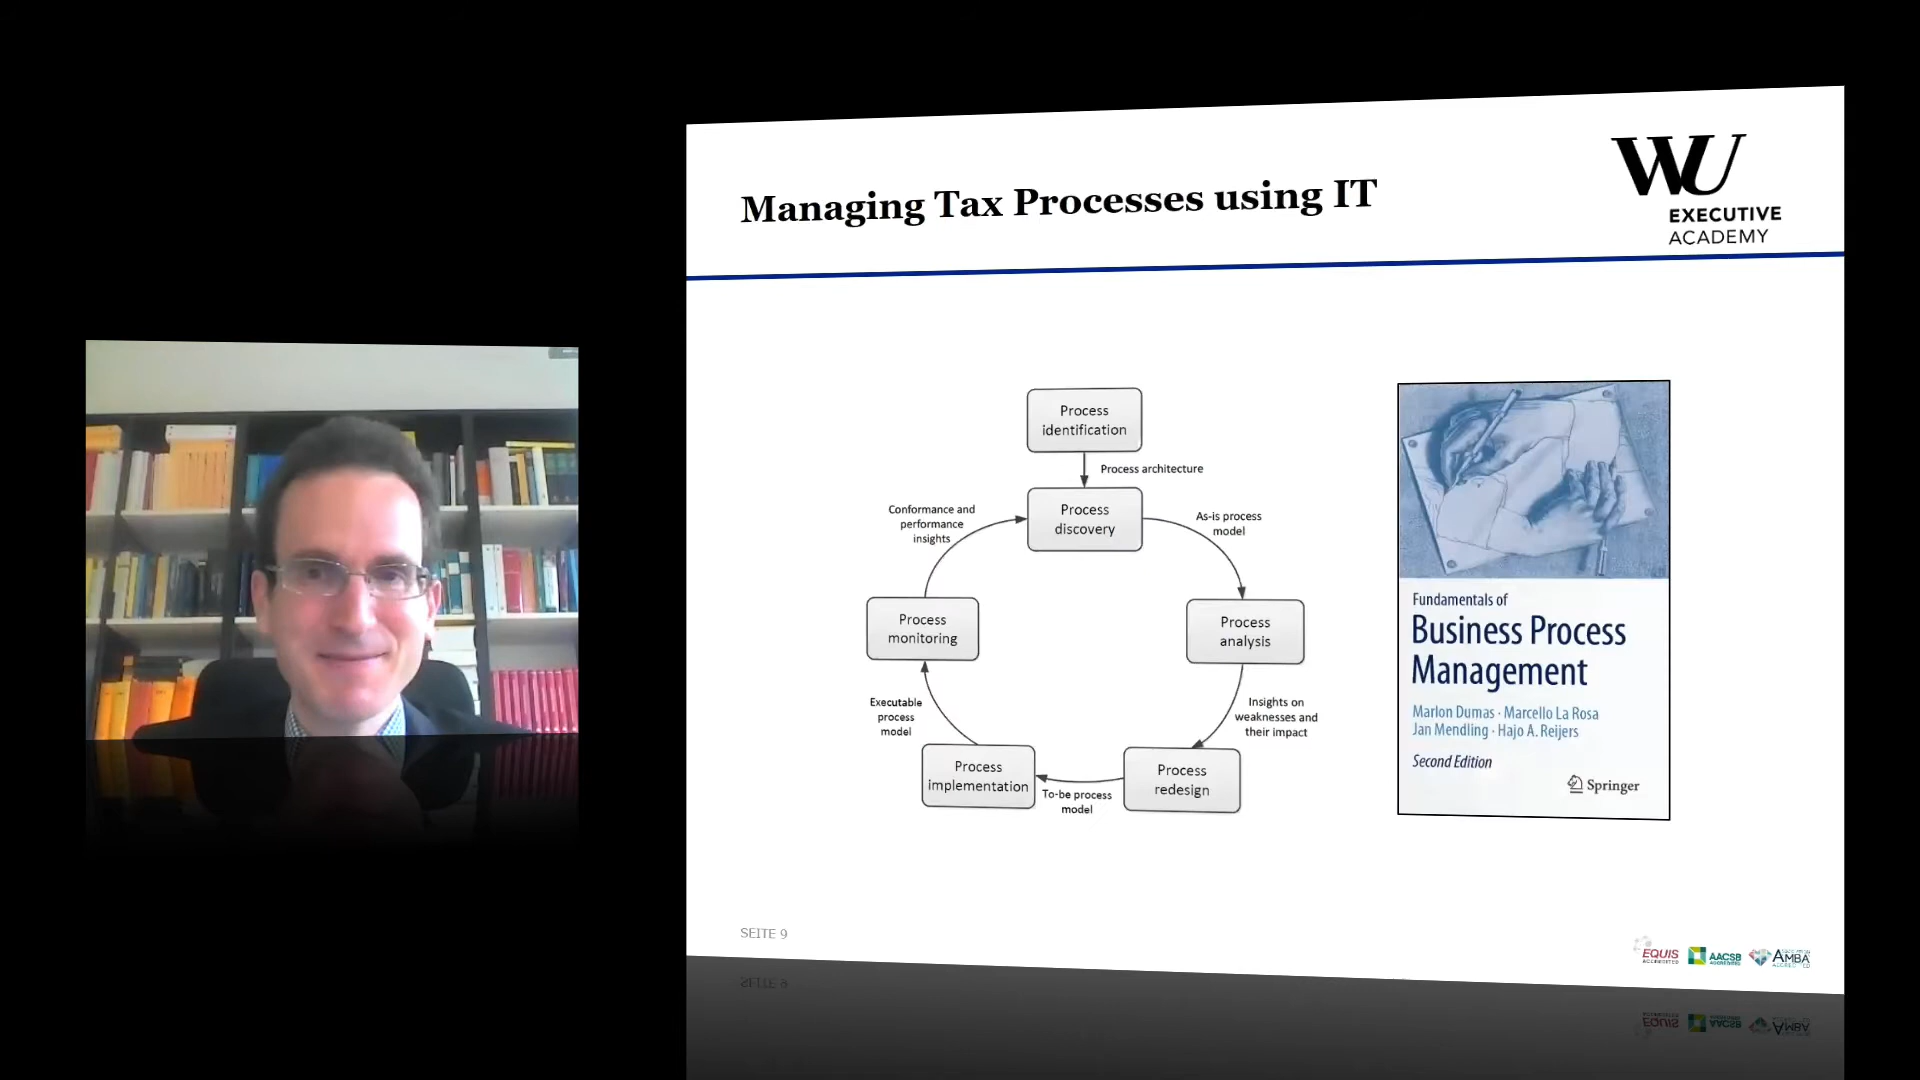 Managing Tax Processes using IT
WU
EXECUTIVE
ACADEMY
Process
identification
Process architecture
Process
discovery
As-is process
model
Process
analysis
Insights on
weaknesses and
their impact
Process
redesign
To-be process
model
Process
implementation
Executable
process
model
Process
monitoring
Conformance and
performance
insights
Fundamentals of
Business Process
Management
Marlon Dumas · Marcello La Rosa
Jan Mendling · Hajo A. Reijers
Second Edition
Springer
SEITE 9
EQUIS
ACCREDITED
AACSB
ACCREDITED
AMBA